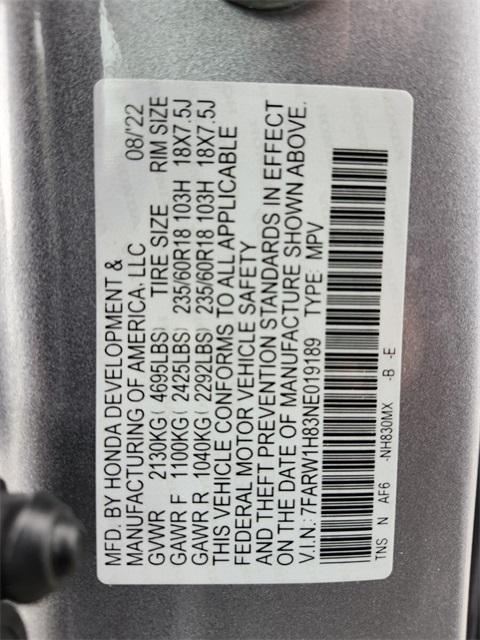 MFD. BY HONDA DEVELOPMENT &
MANUFACTURING OF AMERICA, LLC 08/'22
GVWR 2130KG( 4695LBS) TIRE SIZE RIM SIZE
GAWR F 1100KG( 2425LBS) 235/60R18 103H 18X7.5J
GAWR R 1040KG( 2292LBS) 235/60R18 103H 18X7.5J
THIS VEHICLE CONFORMS TO ALL APPLICABLE
FEDERAL MOTOR VEHICLE SAFETY
AND THEFT PREVENTION STANDARDS IN EFFECT
ON THE DATE OF MANUFACTURE SHOWN ABOVE.
V.I.N.: 7FARW1H83NE019189 TYPE: MPV
TNS N AF6 -NH830MX -B -E